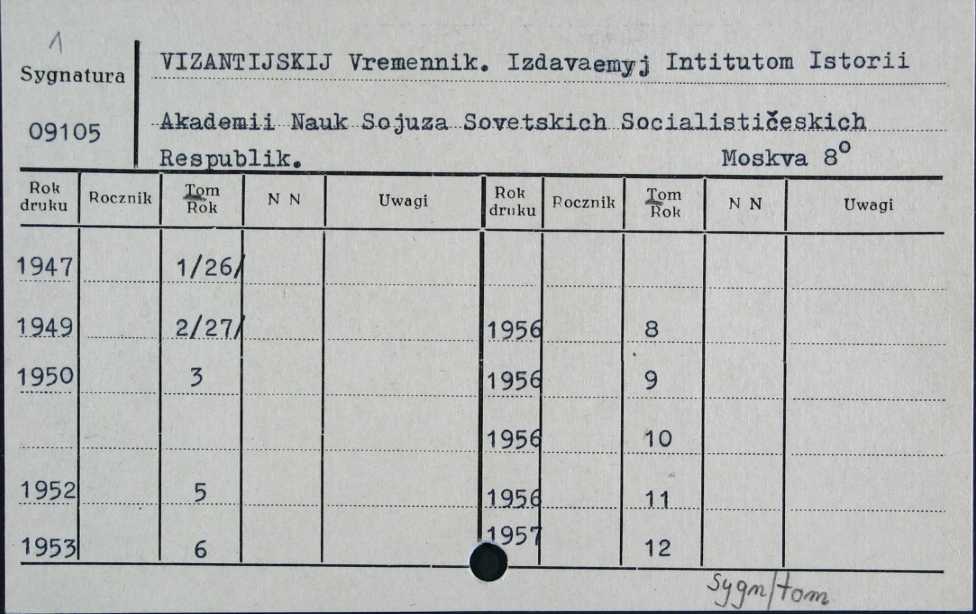 1
Sygnatura
09105
VIZANTIJSKIJ Vremennik. Izdavaemyj Intitutom Istorii
Akademii Nauk Sojuza Sovetskich Socialističeskich
Respublik. Moskva 8°
Rok druku Rocznik Tom Rok N N Uwagi Rok druku Rocznik Tom Rok N N Uwagi
1947 1/26/
1949 2/27/ 1956 8
1950 3 1956 9
1956 10
1952 5 1956 11
1953 6 1957 12
sygn/tom